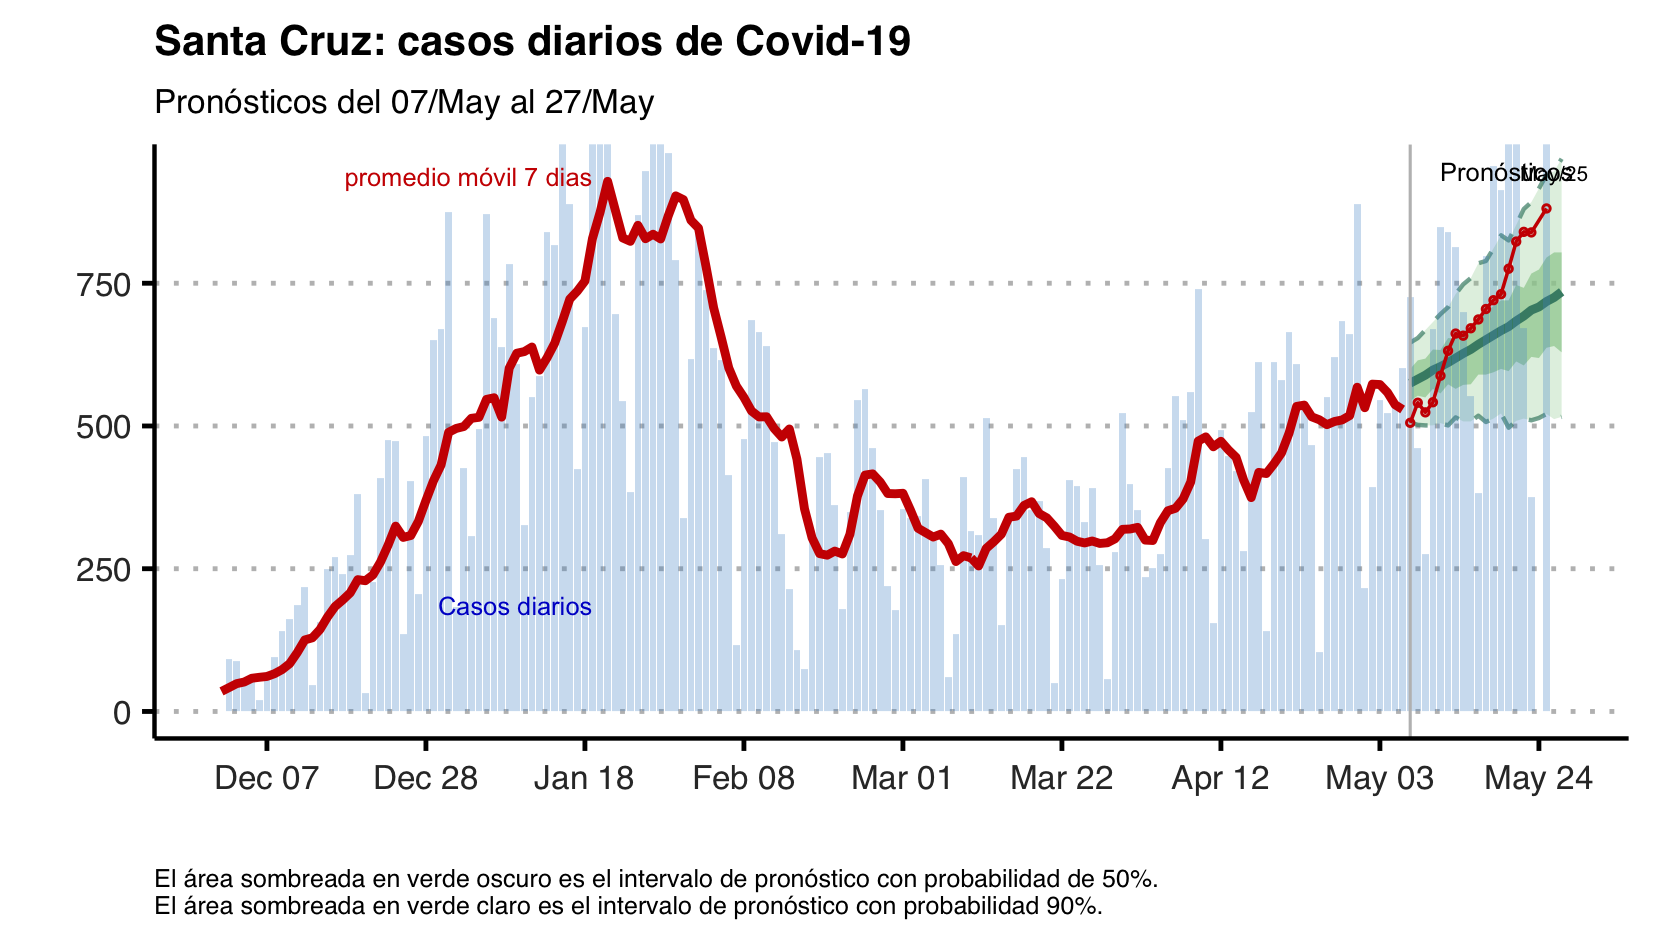 Santa Cruz: casos diarios de Covid-19
Pronósticos del 07/May al 27/May
promedio móvil 7 dias
Pronósticos
May/25
750
500
250
0
Casos diarios
Dec 07
Dec 28
Jan 18
Feb 08
Mar 01
Mar 22
Apr 12
May 03
May 24
El área sombreada en verde oscuro es el intervalo de pronóstico con probabilidad de 50%.
El área sombreada en verde claro es el intervalo de pronóstico con probabilidad 90%.